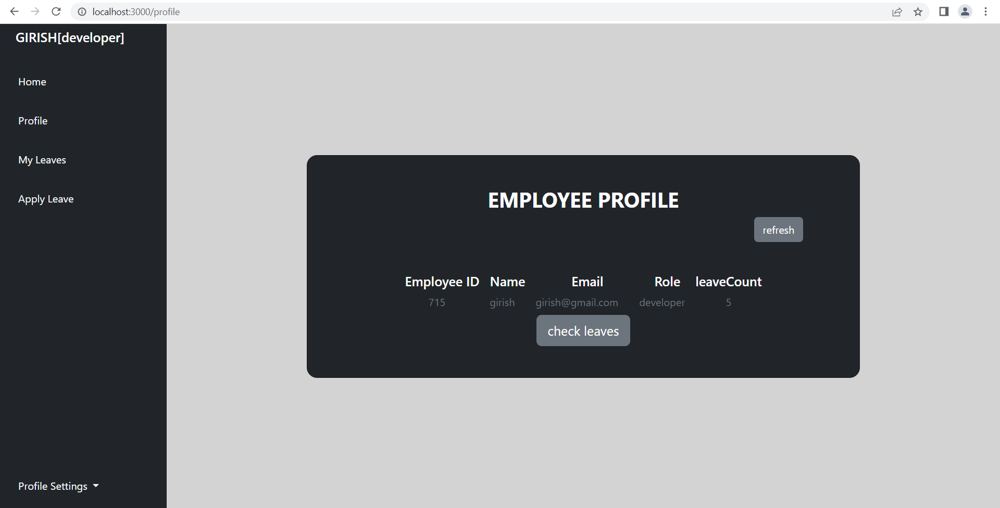 localhost:3000/profile
GIRISH[developer]
Home
Profile
My Leaves
Apply Leave
Profile Settings
EMPLOYEE PROFILE
refresh
Employee ID Name Email Role leaveCount
715 girish girish@gmail.com developer 5
check leaves